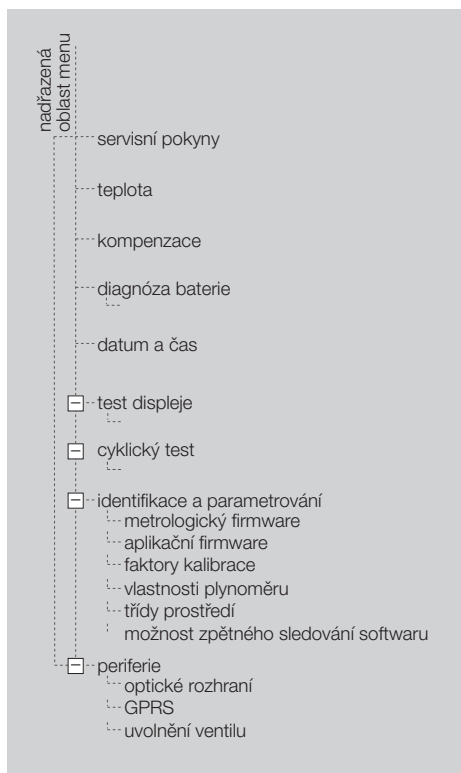 nadřazená
oblast menu
servisní pokyny
teplota
kompenzace
diagnóza baterie
datum a čas
test displeje
cyklický test
identifikace a parametrování
metrologický firmware
aplikační firmware
faktory kalibrace
vlastnosti plynoměru
třídy prostředí
možnost zpětného sledování softwaru
periferie
optické rozhraní
GPRS
uvolnění ventilu